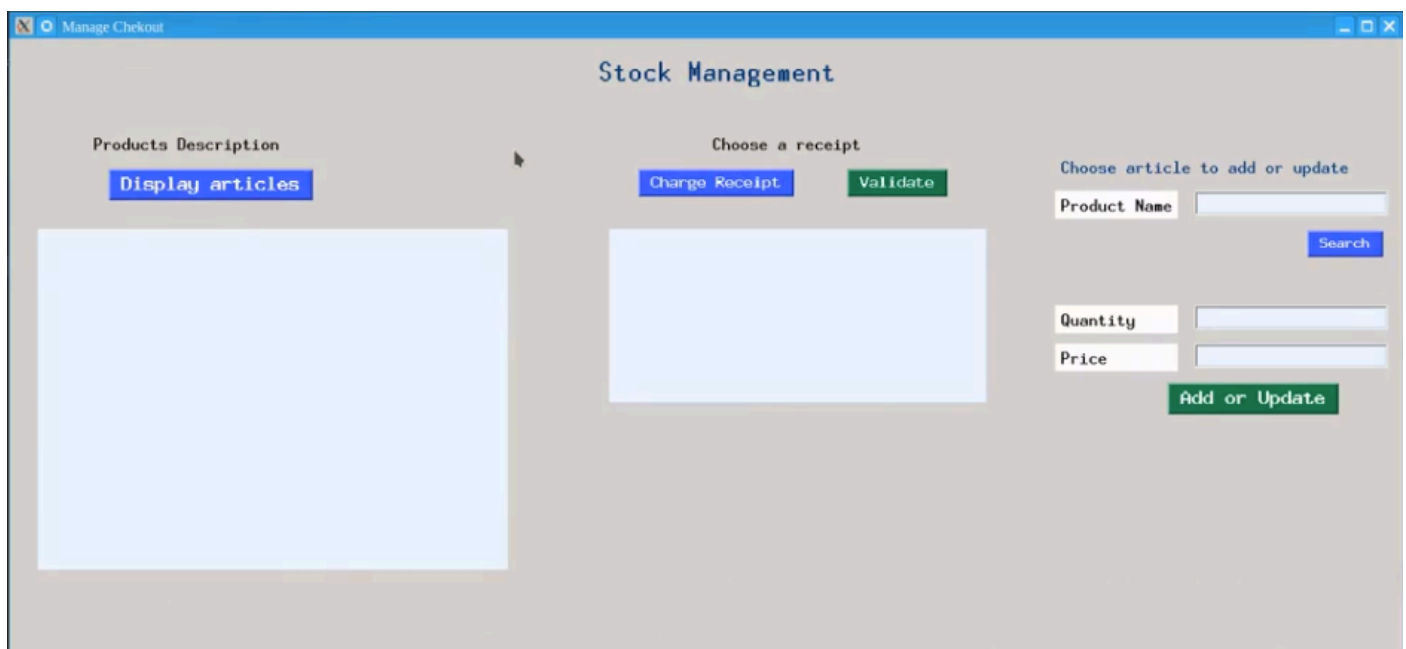 Manage Chekout
Stock Management
Products Description
Display articles
Choose a receipt
Charge Receipt
Validate
Choose article to add or update
Product Name
Search
Quantity
Price
Add or Update